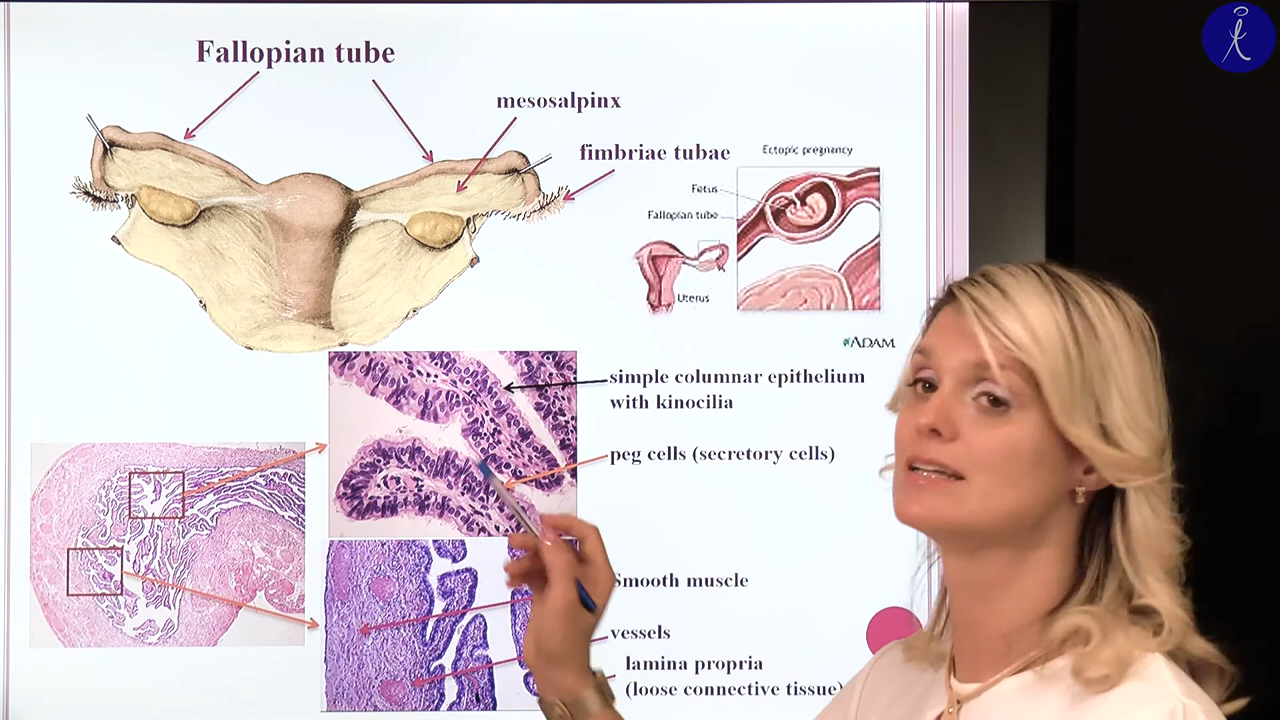 Fallopian tube
mesosalpinx
fimbriae tubae
Ectopic pregnancy
Fetus
Fallopian tube
Uterus
ADAM
simple columnar epithelium
with kinocilia
peg cells (secretory cells)
Smooth muscle
vessels
lamina propria
(loose connective tissue)